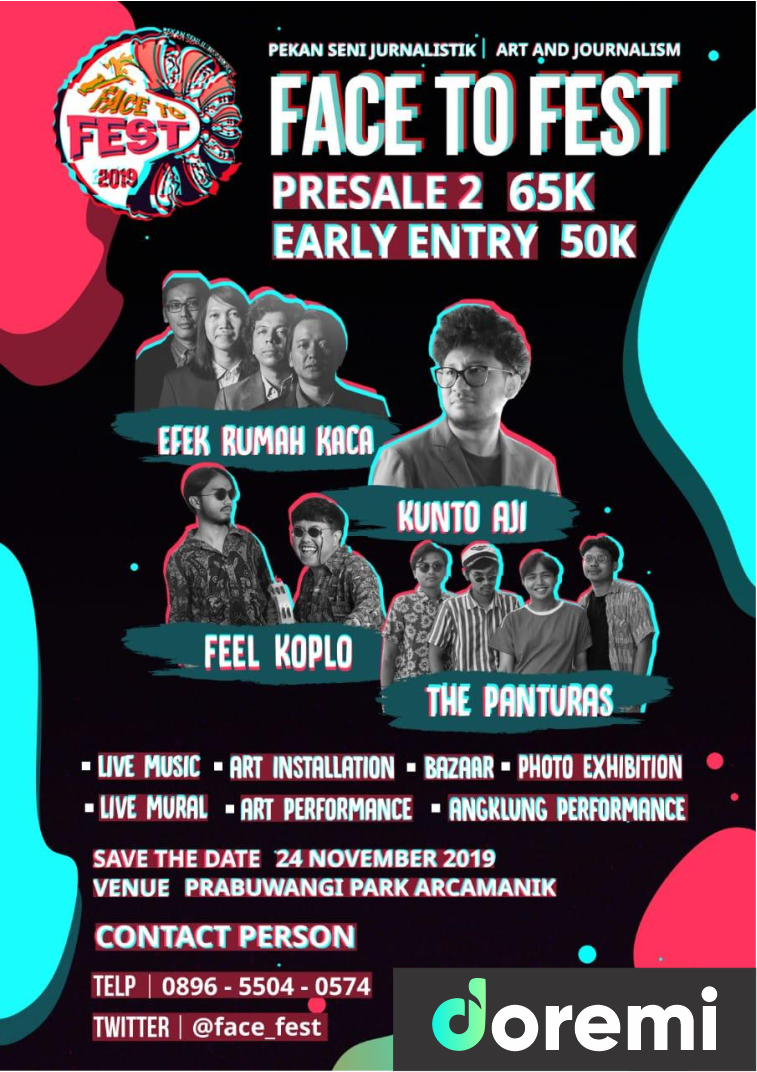 PEKAN SENI JURNALISTIK | ART AND JOURNALISM
FACE TO
FEST
2019
FACE TO FEST
PRESALE 2 65K
EARLY ENTRY 50K
EFEK RUMAH KACA
KUNTO AJI
FEEL KOPLO
THE PANTURAS
▪ LIVE MUSIC ▪ ART INSTALLATION ▪ BAZAAR ▪ PHOTO EXHIBITION
▪ LIVE MURAL ▪ ART PERFORMANCE ▪ ANGKLUNG PERFORMANCE
SAVE THE DATE 24 NOVEMBER 2019
VENUE PRABUWANGI PARK ARCAMANIK
CONTACT PERSON
TELP | 0896 - 5504 - 0574
TWITTER | @face_fest
doremi